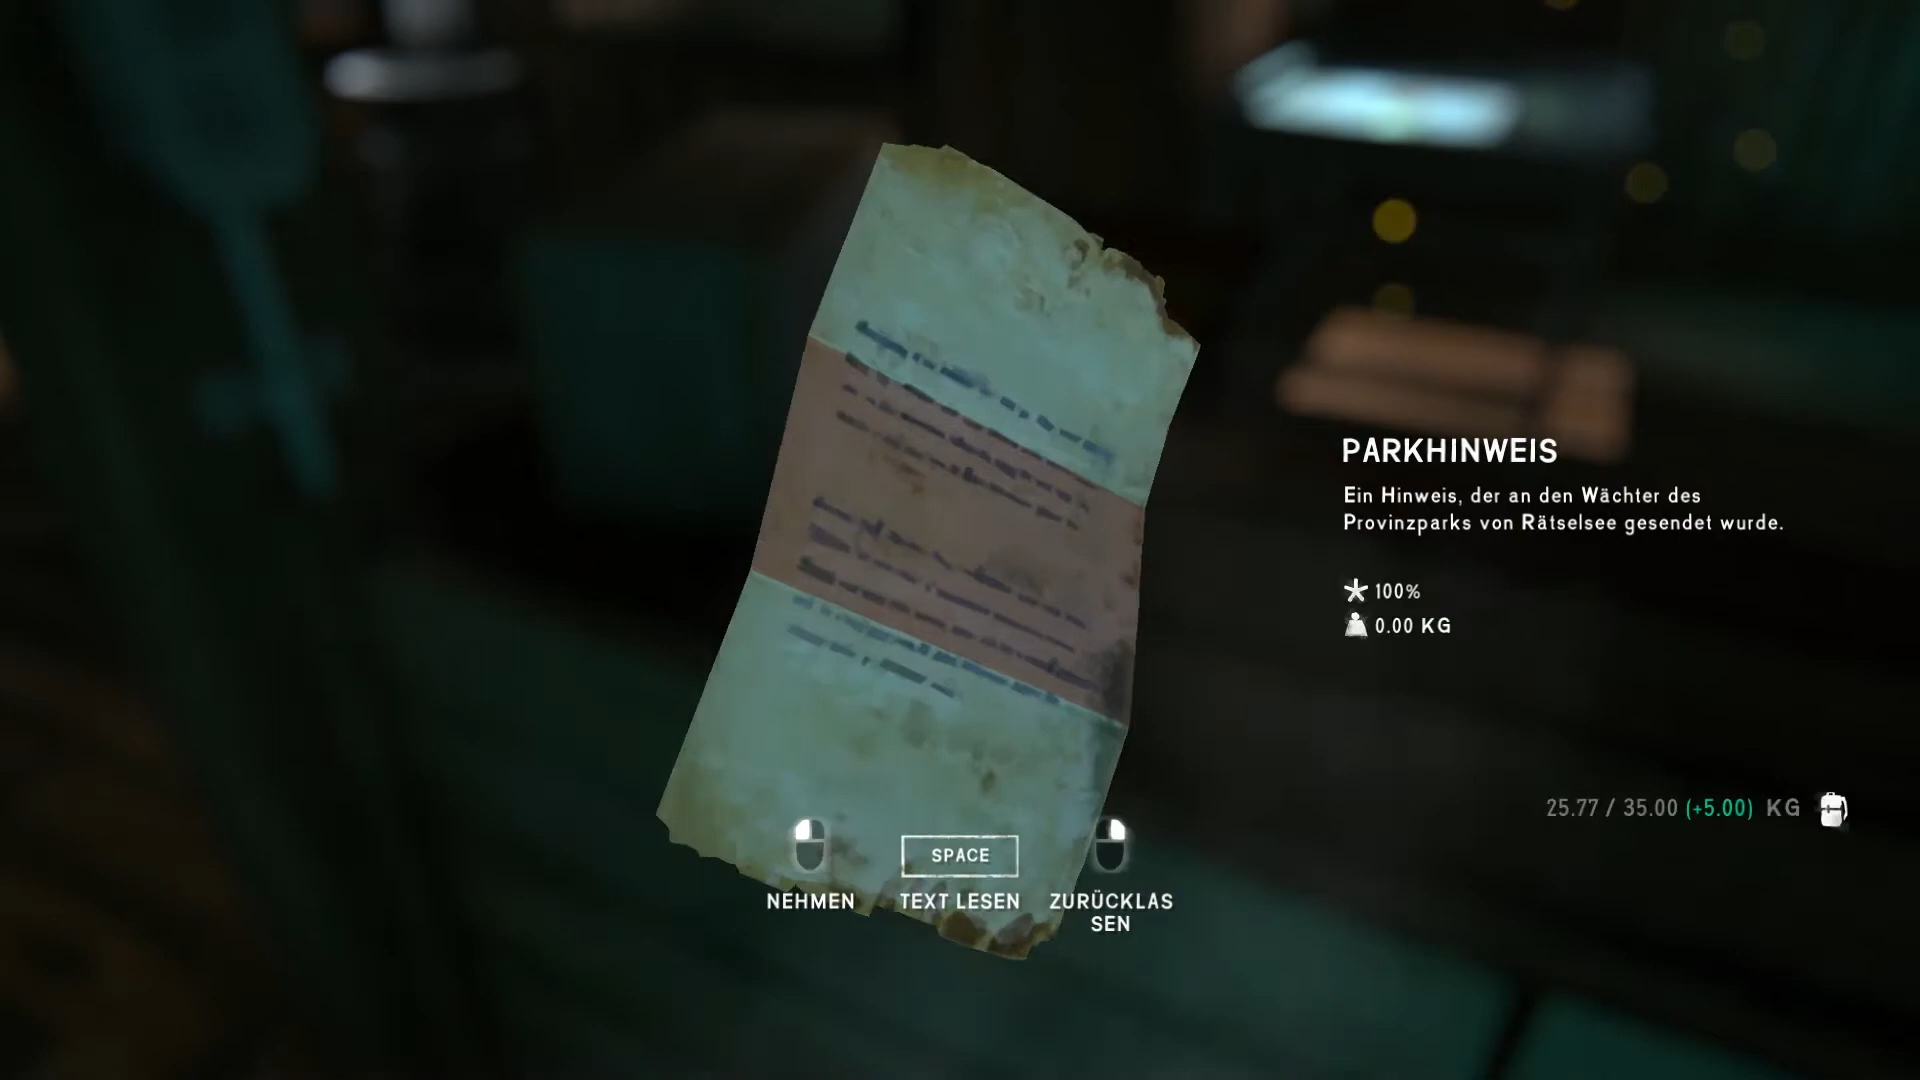 PARKHINWEIS
Ein Hinweis, der an den Wächter des
Provinzparks von Rätselsee gesendet wurde.
100%
0.00 KG
25.77 / 35.00 (+5.00) KG
SPACE
NEHMEN
TEXT LESEN
ZURÜCKLAS
SEN